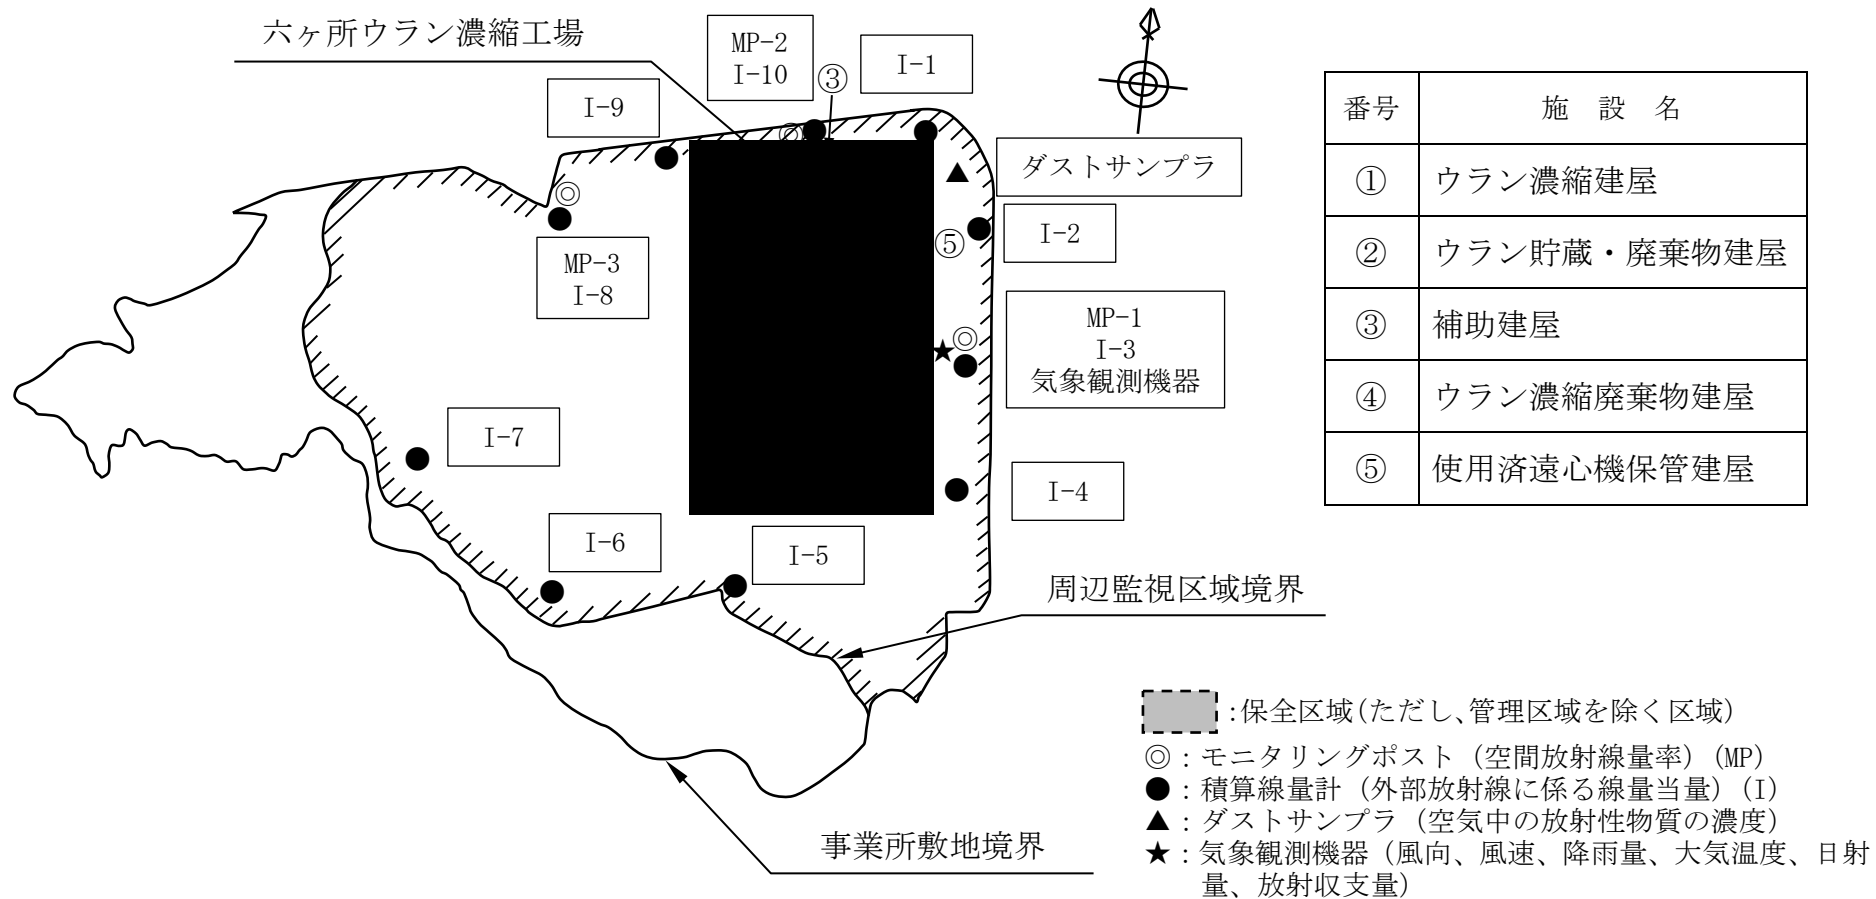 六ヶ所ウラン濃縮工場
MP-2
I-10
③
I-1
I-9
ダストサンプラ
I-2
⑤
MP-3
I-8
MP-1
I-3
気象観測機器
I-7
I-4
I-6
I-5
周辺監視区域境界
事業所敷地境界
番号 施 設 名
① ウラン濃縮建屋
② ウラン貯蔵・廃棄物建屋
③ 補助建屋
④ ウラン濃縮廃棄物建屋
⑤ 使用済遠心機保管建屋
:保全区域(ただし、管理区域を除く区域)
◎:モニタリングポスト(空間放射線量率)(MP)
●:積算線量計(外部放射線に係る線量当量)(I)
▲:ダストサンプラ(空気中の放射性物質の濃度)
★:気象観測機器(風向、風速、降雨量、大気温度、日射
量、放射収支量)